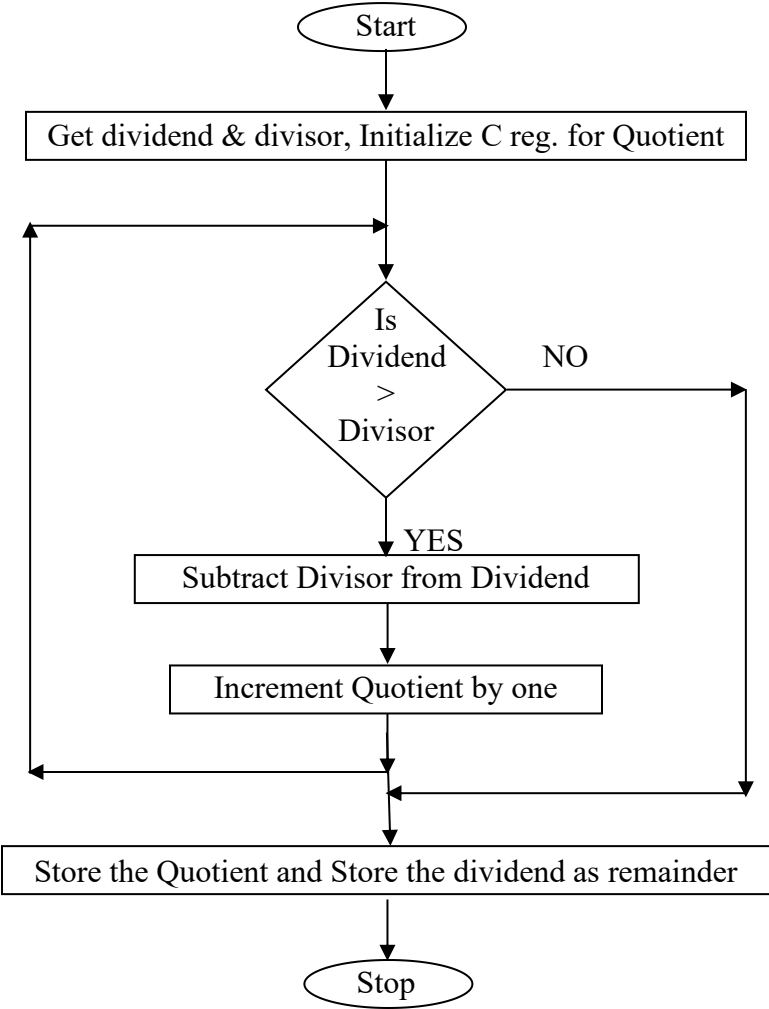 Start
Get dividend & divisor, Initialize C reg. for Quotient
Is
Dividend
>
Divisor
NO
YES
Subtract Divisor from Dividend
Increment Quotient by one
Store the Quotient and Store the dividend as remainder
Stop